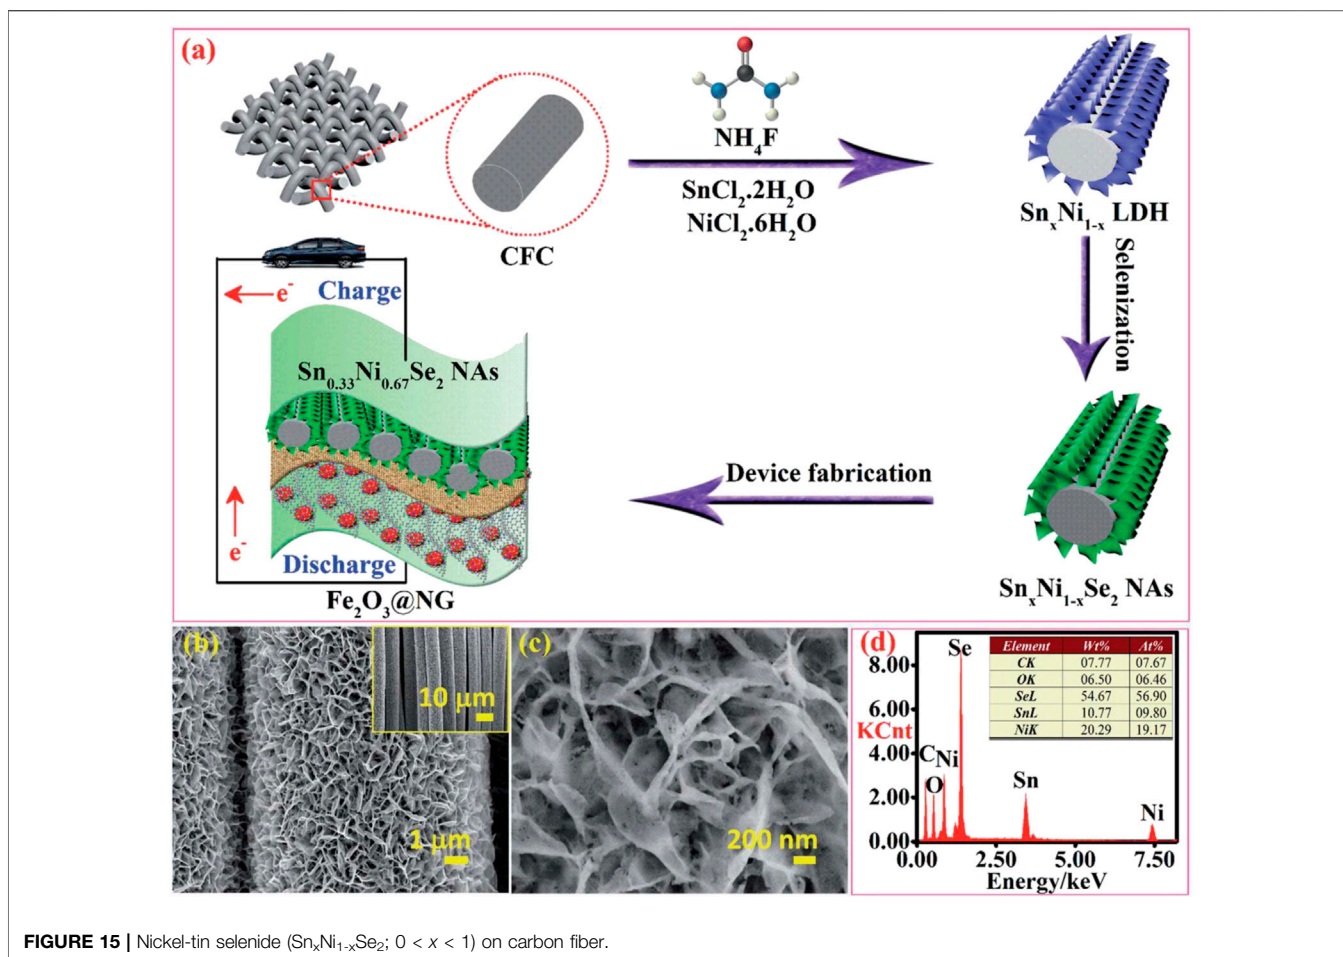 (a)
NH₄F
SnCl₂.2H₂O
NiCl₂.6H₂O
CFC
SnₓNi₁₋ₓ LDH
Selenization
e⁻
Charge
Sn₀.₃₃Ni₀.₆₇Se₂ NAs
Device fabrication
e⁻
Discharge
Fe₂O₃@NG
SnₓNi₁₋ₓSe₂ NAs
(b)
10 μm
1 μm
(c)
200 nm
(d)
Se
Element Wt% At%
CK 07.77 07.67
OK 06.50 06.46
SeL 54.67 56.90
SnL 10.77 09.80
NiK 20.29 19.17
8.00
6.00
KCnt
4.00
C Ni
O
Sn
2.00
Ni
0.00
0.00 2.50 5.00 7.50
Energy/keV
FIGURE 15 | Nickel-tin selenide (SnₓNi₁₋ₓSe₂; 0 < x < 1) on carbon fiber.